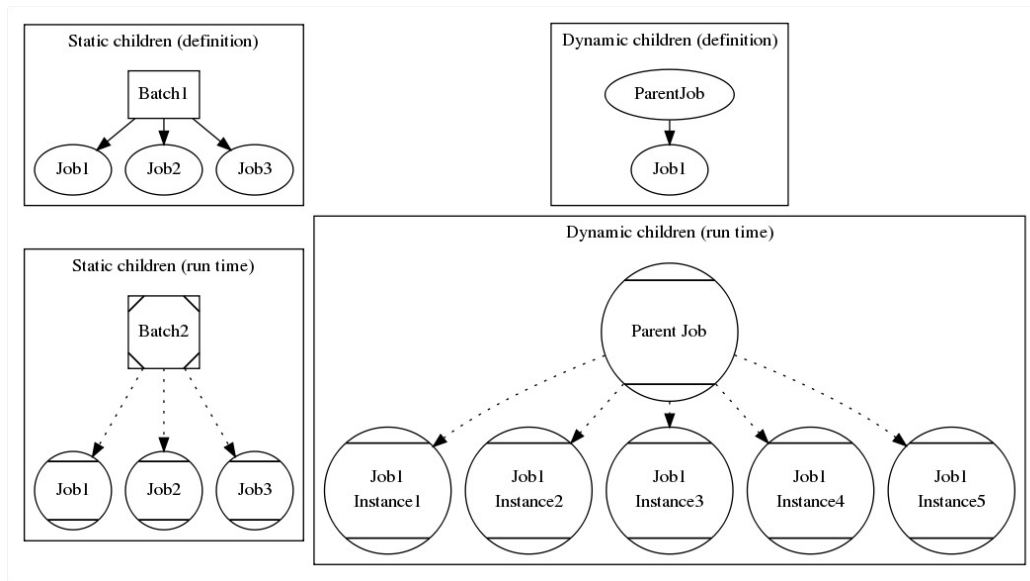 Static children (definition)
Batch1
Job1 Job2 Job3
Dynamic children (definition)
ParentJob
Job1
Static children (run time)
Batch2
Job1 Job2 Job3
Dynamic children (run time)
Parent Job
Job1 Job1 Job1 Job1 Job1
Instance1 Instance2 Instance3 Instance4 Instance5